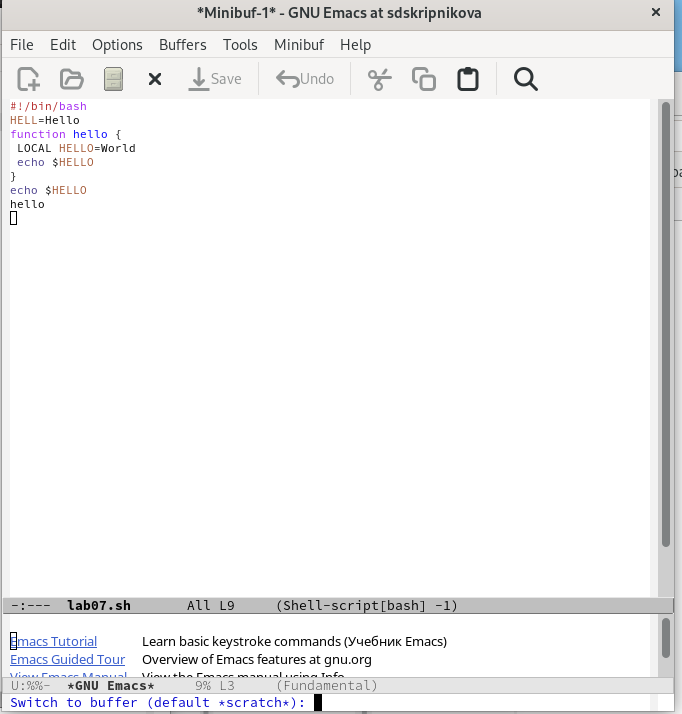 *Minibuf-1* - GNU Emacs at sdskripnikova ×
File Edit Options Buffers Tools Minibuf Help
Save Undo
#!/bin/bash
HELL=Hello
function hello {
 LOCAL HELLO=World
 echo $HELLO
}
echo $HELLO
hello
-:--- lab07.sh All L9 (Shell-script[bash] -1)
Emacs Tutorial Learn basic keystroke commands (Учебник Emacs)
Emacs Guided Tour Overview of Emacs features at gnu.org
View Emacs Manual View the Emacs manual using Info
U:%%- *GNU Emacs* 9% L3 (Fundamental)
Switch to buffer (default *scratch*):